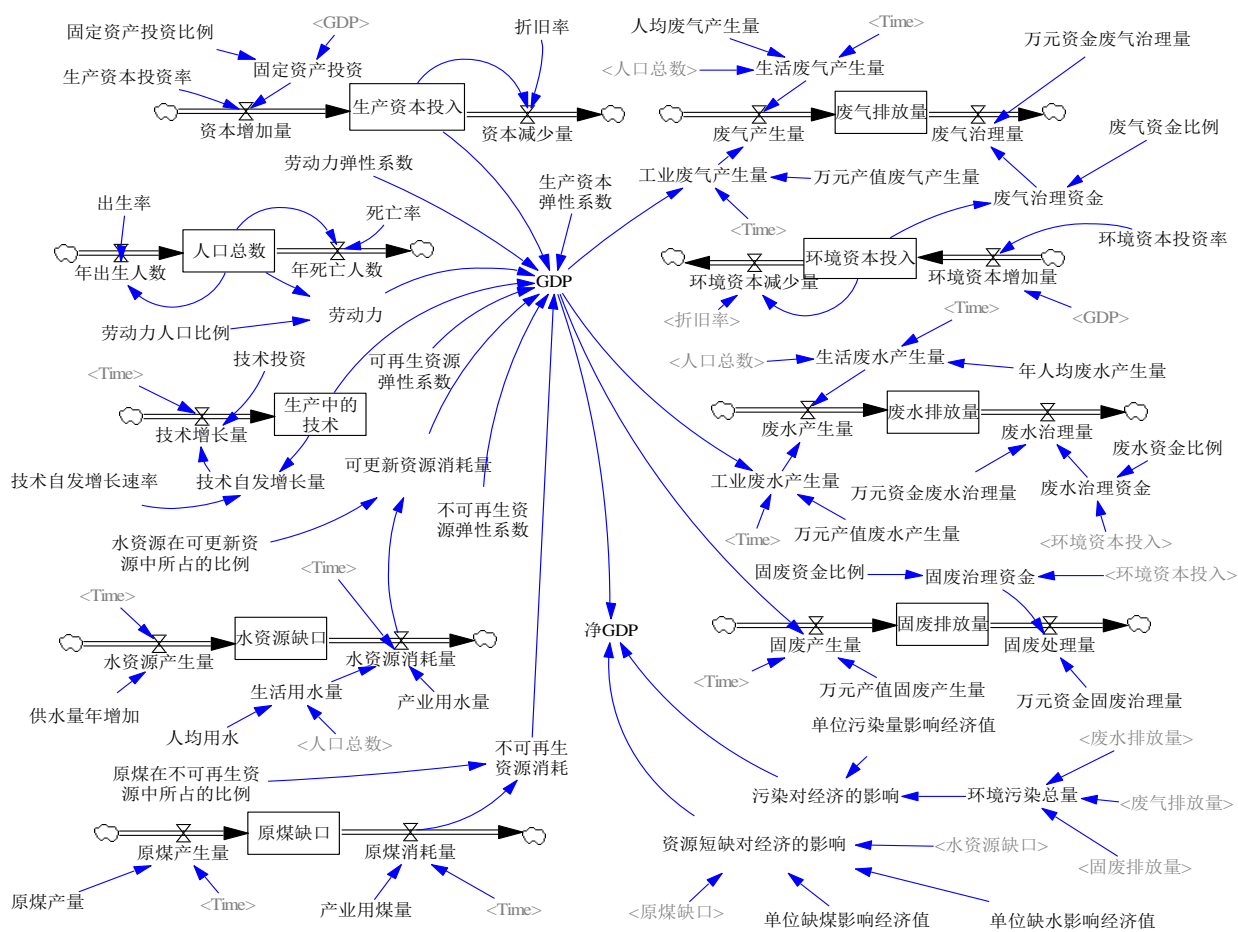 固定资产投资比例
<GDP>
折旧率
生产资本投资率
固定资产投资
生产资本投入
资本增加量
资本减少量
劳动力弹性系数
生产资本
弹性系数
出生率
死亡率
人口总数
年出生人数
年死亡人数
GDP
劳动力人口比例
劳动力
技术投资
可再生资源
弹性系数
<Time>
生产中的
技术
技术增长量
技术自发增长速率
技术自发增长量
可更新资源消耗量
不可再生资
源弹性系数
水资源在可更新资
源中所占的比例
<Time>
<Time>
水资源缺口
水资源产生量
水资源消耗量
供水量年增加
生活用水量
产业用水量
人均用水
<人口总数>
不可再生
资源消耗
原煤在不可再生资
源中所占的比例
原煤缺口
原煤产生量
原煤消耗量
原煤产量
<Time>
产业用煤量
<Time>
人均废气产生量
<Time>
万元资金废气治理量
<人口总数>
生活废气产生量
废气排放量
废气产生量
废气治理量
废气资金比例
工业废气产生量
万元产值废气产生量
废气治理资金
<Time>
环境资本投入
环境资本投资率
环境资本减少量
环境资本增加量
<折旧率>
<GDP>
<Time>
<人口总数>
生活废水产生量
年人均废水产生量
废水排放量
废水产生量
废水治理量
废水资金比例
工业废水产生量
万元资金废水治理量
废水治理资金
<Time>
万元产值废水产生量
<环境资本投入>
固废资金比例
固废治理资金
<环境资本投入>
固废排放量
净GDP
固废产生量
固废处理量
<Time>
万元产值固废产生量
万元资金固废治理量
单位污染量影响经济值
<废水排放量>
污染对经济的影响
环境污染总量
<废气排放量>
资源短缺对经济的影响
<水资源缺口>
<固废排放量>
<原煤缺口>
单位缺煤影响经济值
单位缺水影响经济值